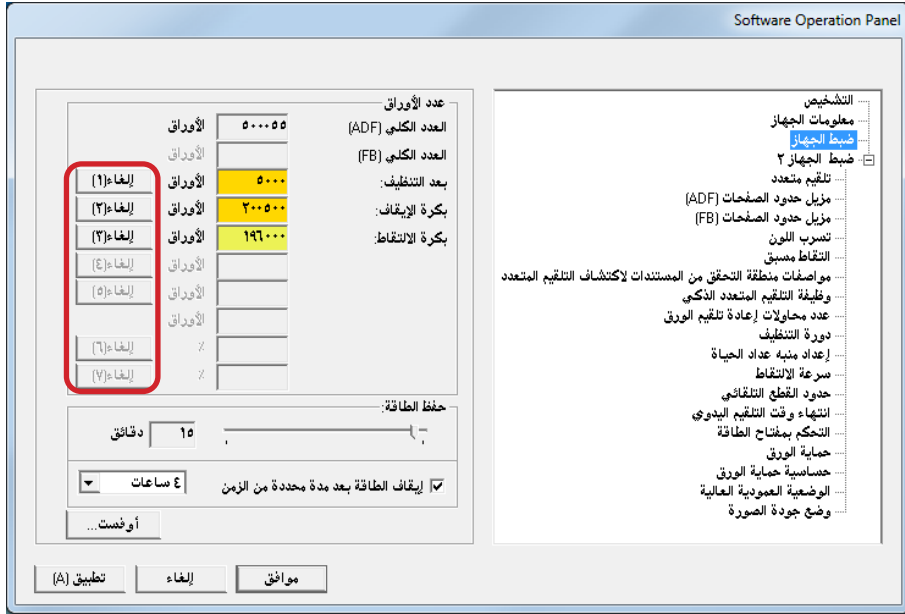 Software Operation Panel
التشخيص
معلومات الجهاز
ضبط الجهاز
ضبط الجهاز ٢
تلقيم متعدد
مزيل حدود الصفحات (ADF)
مزيل حدود الصفحات (FB)
تسرب اللون
التقاط مسبق
مواصفات منطقة التحقق من المستندات لاكتشاف التلقيم المتعدد
وظيفة التلقيم المتعدد الذكي
عدد محاولات إعادة تلقيم الورق
دورة التنظيف
إعداد منبه عداد الحياة
سرعة الالتقاط
حدود القطع التلقائي
انتهاء وقت التلقيم اليدوي
التحكم بمفتاح الطاقة
حماية الورق
حساسية حماية الورق
الوضعية العمودية العالية
وضع جودة الصورة
عدد الأوراق
العدد الكلي (ADF) ٥٠٠٠٥٥ الأوراق
العدد الكلي (FB) الأوراق
بعد التنظيف: ٥٠٠٠ الأوراق إلغاء(١)
بكرة الإيقاف: ٢٠٠٥٠٠ الأوراق إلغاء(٢)
بكرة الالتقاط: ١٩٦٠٠٠ الأوراق إلغاء(٣)
الأوراق إلغاء(٤)
الأوراق إلغاء(٥)
الأوراق
٪ إلغاء(٦)
٪ إلغاء(٧)
حفظ الطاقة:
١٥ دقائق
إيقاف الطاقة بعد مدة محددة من الزمن ٤ ساعات
أوفست...
موافق إلغاء تطبيق (A)